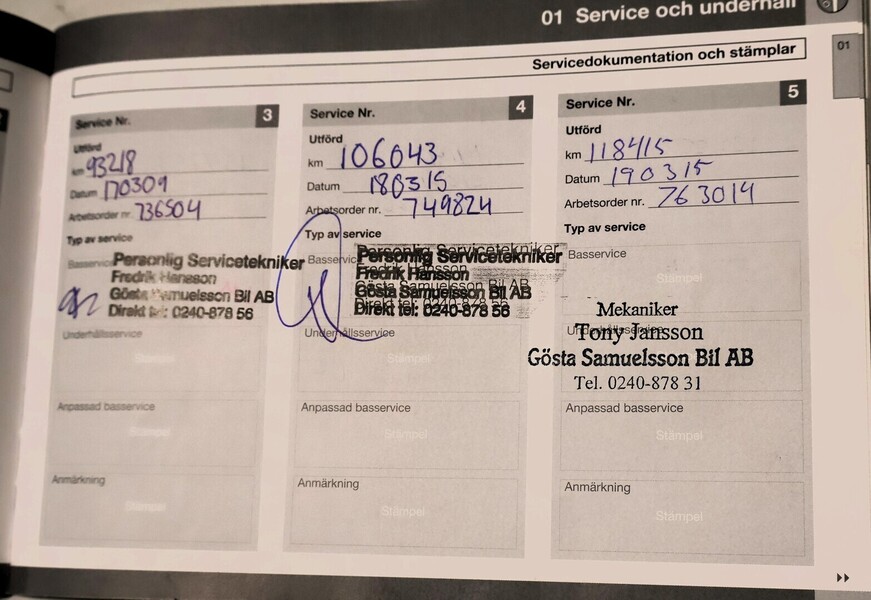 01 Service och underhåll
Servicedokumentation och stämplar
01
Service Nr. 3
Utförd
km 93218
Datum 170309
Arbetsorder nr. 736504
Typ av service
Basservice
Personlig Servicetekniker
Fredrik Hansson
Gösta Samuelsson Bil AB
Direkt tel: 0240-878 56
Underhållsservice
Stämpel
Anpassad basservice
Stämpel
Anmärkning
Stämpel
Service Nr. 4
Utförd
km 106043
Datum 180315
Arbetsorder nr. 749824
Typ av service
Basservice
Personlig Servicetekniker
Fredrik Hansson
Gösta Samuelsson Bil AB
Direkt tel: 0240-878 56
Underhållsservice
Stämpel
Anpassad basservice
Stämpel
Anmärkning
Stämpel
Service Nr. 5
Utförd
km 118415
Datum 190315
Arbetsorder nr. 763014
Typ av service
Basservice
Stämpel
Mekaniker
Underhållsservice
Tony Jansson
Gösta Samuelsson Bil AB
Tel. 0240-878 31
Anpassad basservice
Stämpel
Anmärkning
Stämpel